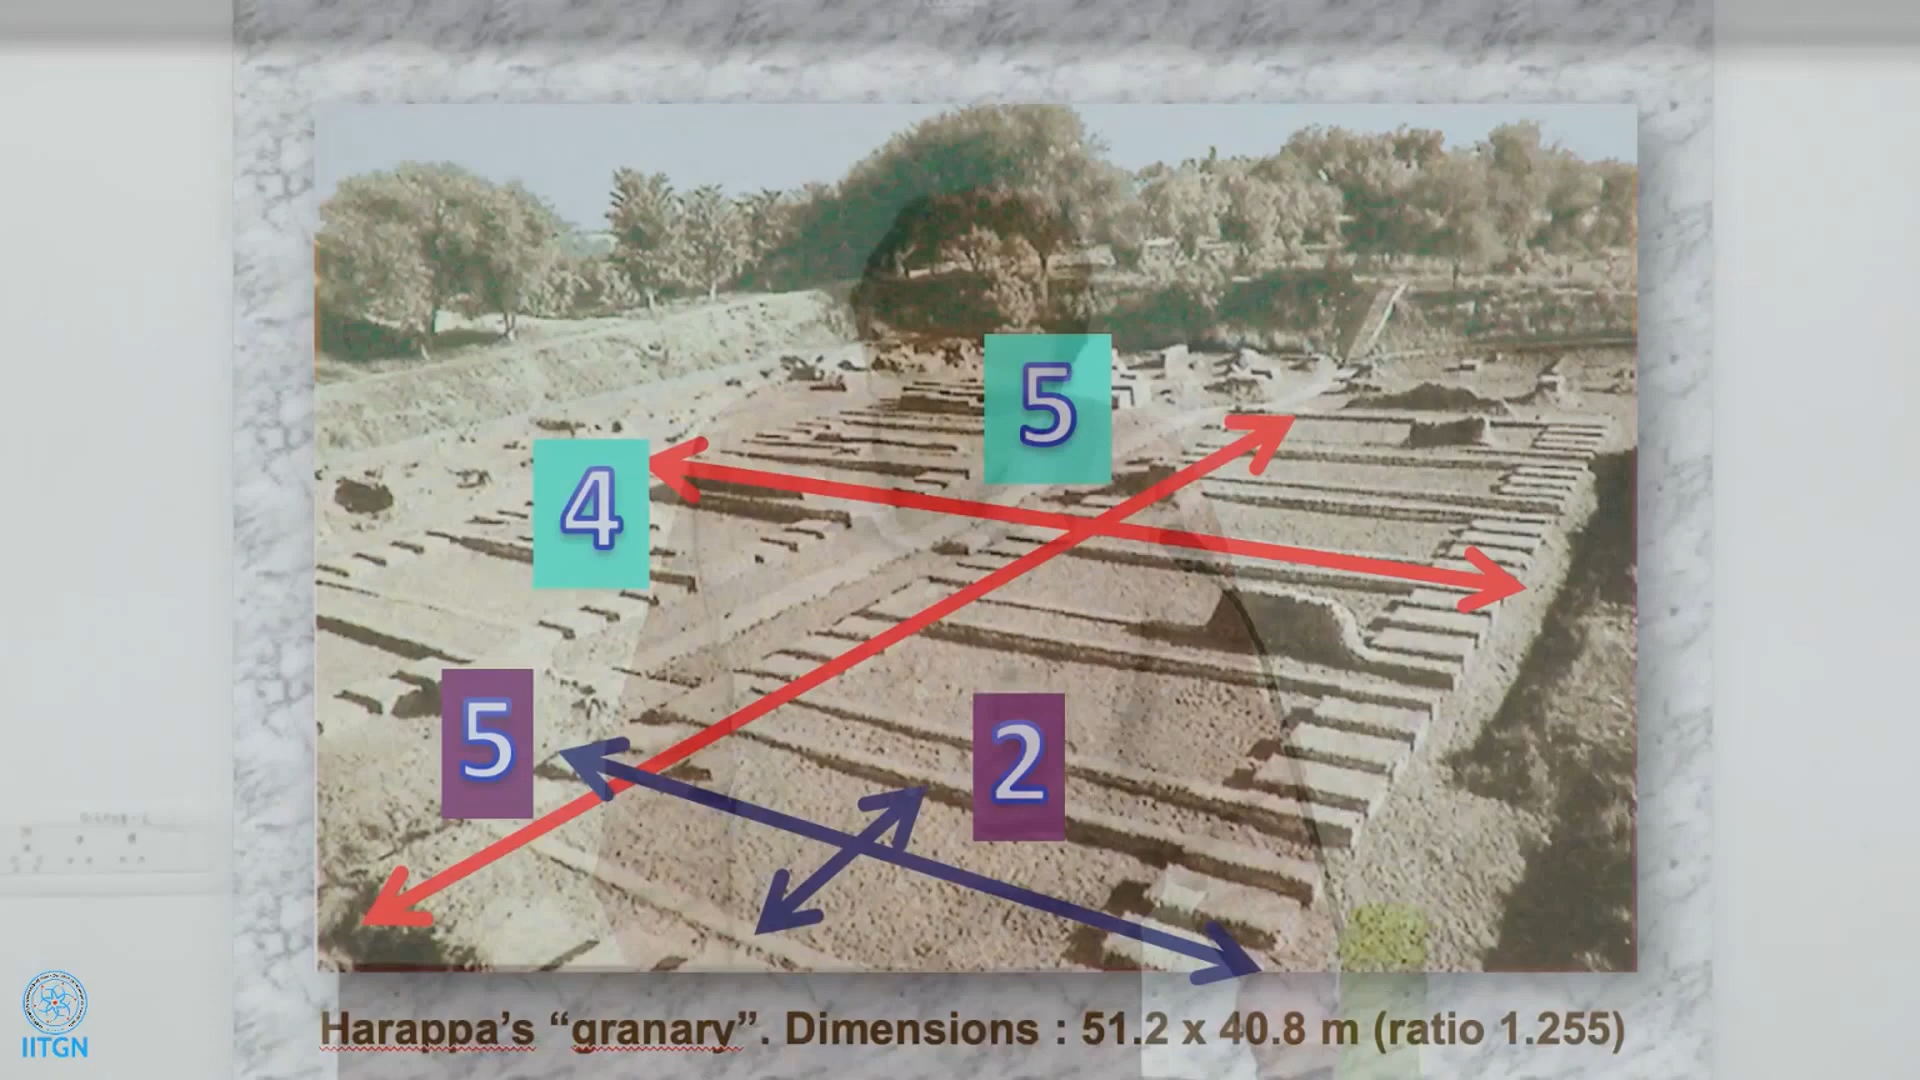 5
4
5
2
Harappa’s “granary”. Dimensions : 51.2 x 40.8 m (ratio 1.255)
IITGN